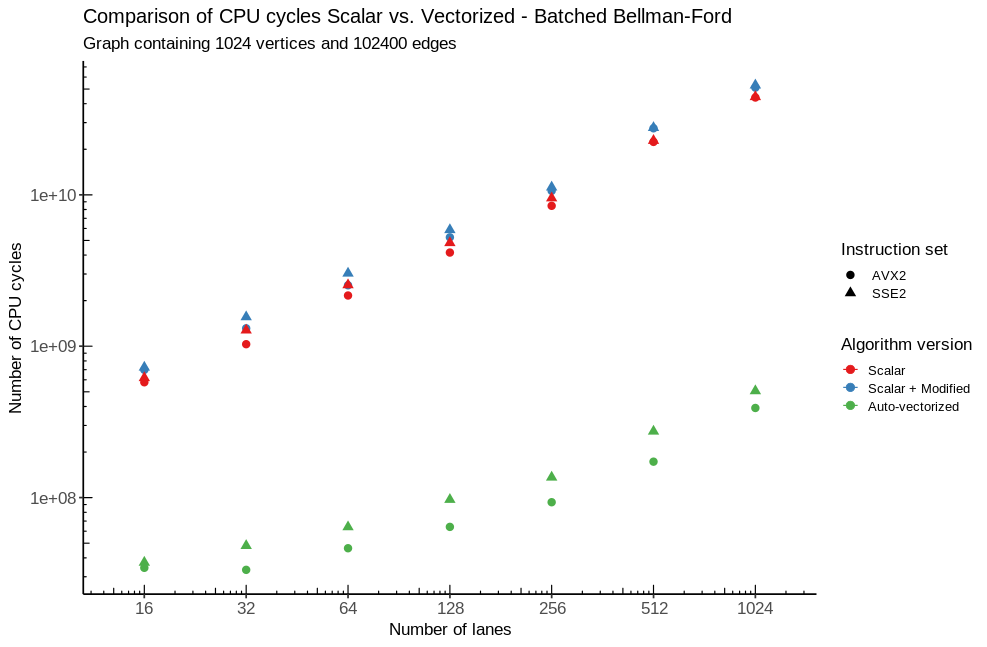 Comparison of CPU cycles Scalar vs. Vectorized - Batched Bellman-Ford
Graph containing 1024 vertices and 102400 edges
Number of CPU cycles
1e+10
1e+09
1e+08
16 32 64 128 256 512 1024
Number of lanes
Instruction set
AVX2
SSE2
Algorithm version
Scalar
Scalar + Modified
Auto-vectorized